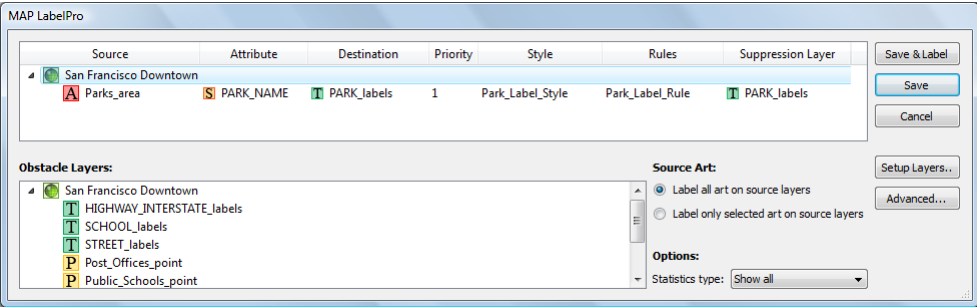 MAP LabelPro
Source Attribute Destination Priority Style Rules Suppression Layer
San Francisco Downtown
A Parks_area S PARK_NAME T PARK_labels 1 Park_Label_Style Park_Label_Rule T PARK_labels
Save & Label
Save
Cancel
Obstacle Layers:
San Francisco Downtown
T HIGHWAY_INTERSTATE_labels
T SCHOOL_labels
T STREET_labels
P Post_Offices_point
P Public_Schools_point
Source Art:
Label all art on source layers
Label only selected art on source layers
Options:
Statistics type: Show all
Setup Layers..
Advanced...